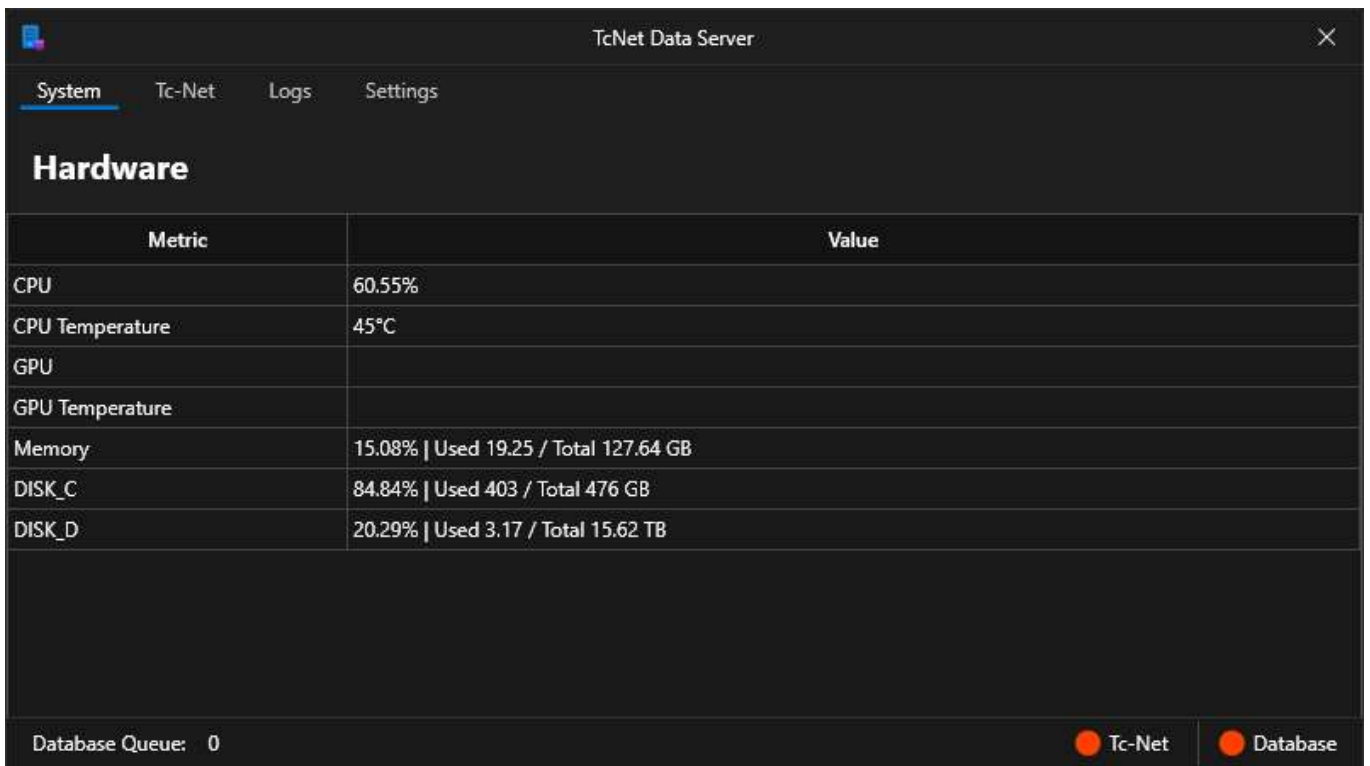 TcNet Data Server
System Tc-Net Logs Settings
Hardware
Metric Value
CPU 60.55%
CPU Temperature 45°C
GPU
GPU Temperature
Memory 15.08% | Used 19.25 / Total 127.64 GB
DISK_C 84.84% | Used 403 / Total 476 GB
DISK_D 20.29% | Used 3.17 / Total 15.62 TB
Database Queue: 0 Tc-Net Database